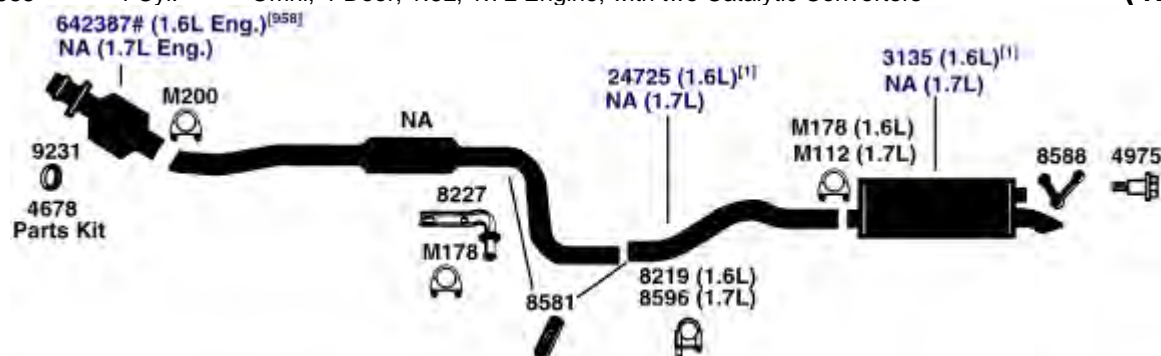 642387# (1.6L Eng.)[958]
NA (1.7L Eng.)
M200
9231
4678
Parts Kit
NA
8227
M178
8581
24725 (1.6L)[1]
NA (1.7L)
8219 (1.6L)
8596 (1.7L)
M178 (1.6L)
M112 (1.7L)
3135 (1.6L)[1]
NA (1.7L)
8588
4975